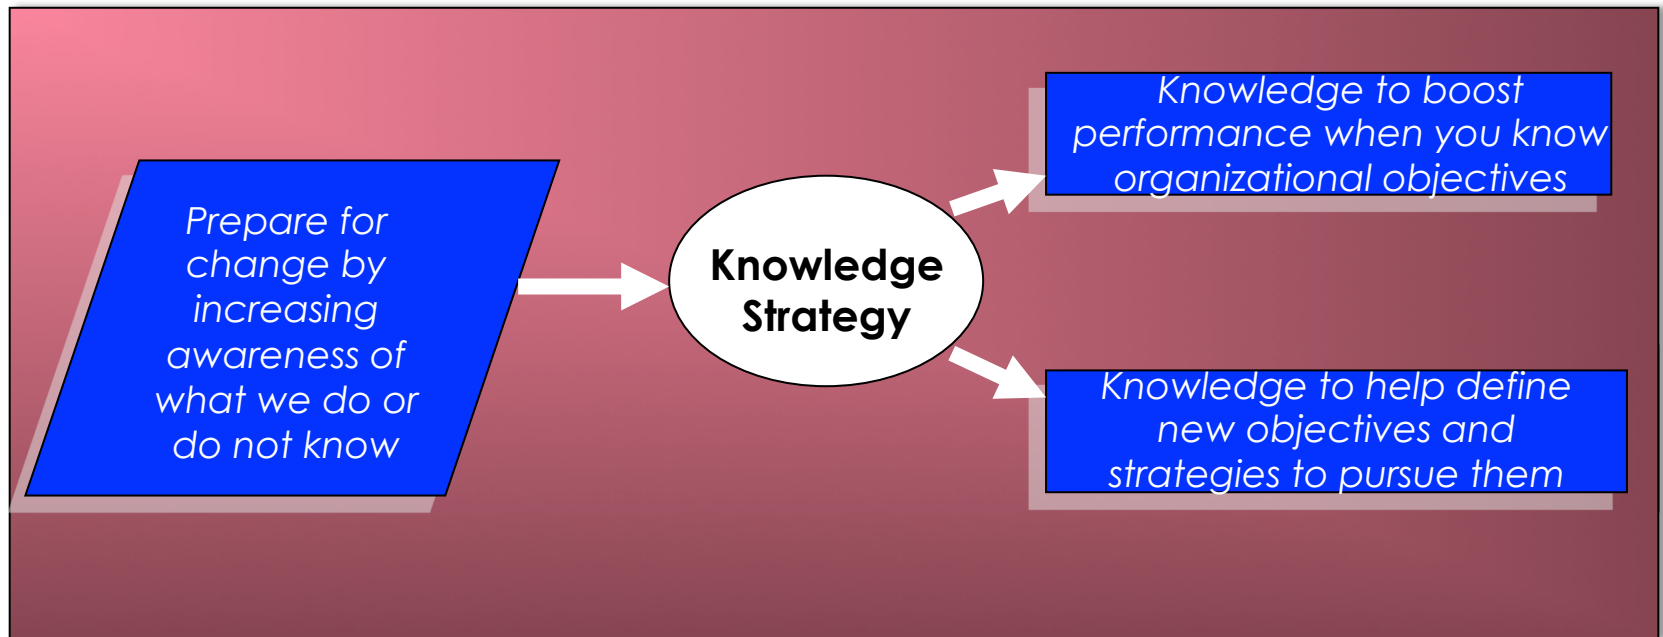 Prepare for
change by
increasing
awareness of
what we do or
do not know
Knowledge
Strategy
Knowledge to boost
performance when you know
organizational objectives
Knowledge to help define
new objectives and
strategies to pursue them